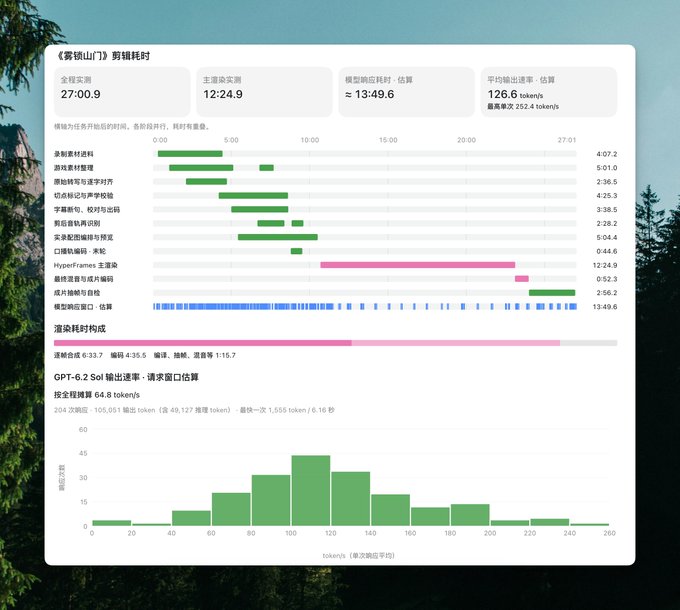 《雾锁山门》剪辑耗时
全程实测
27:00.9
主渲染实测
12:24.9
模型响应耗时 · 估算
≈ 13:49.6
平均输出速率 · 估算
126.6 token/s
最高单次 252.4 token/s
横轴为任务开始后的时间。各阶段并行、耗时有重叠。
0:00 5:00 10:00 15:00 20:00 27:01
录制素材进料 4:07.2
游戏素材整理 5:01.0
原始转写与逐字对齐 2:36.5
切点标记与声学校验 4:25.3
字幕断句、校对与出码 3:38.5
剪后音轨再识别 2:28.2
实录配图编排与预览 5:04.4
口播轨编码 · 末轮 0:44.6
HyperFrames 主渲染 12:24.9
最终混音与成片编码 0:52.3
成片抽帧与自检 2:56.2
模型响应窗口 · 估算 13:49.6
渲染耗时构成
逐帧合成 6:33.7 编码 4:35.5 编译、抽帧、混音等 1:15.7
GPT-6.2 Sol 输出速率 · 请求窗口估算
按全程摊算 64.8 token/s
204 次响应 · 105,051 输出 token（含 49,127 推理 token） · 最快一次 1,555 token / 6.16 秒
60
45
30
15
0
响应次数
0 20 40 60 80 100 120 140 160 180 200 220 240 260
token/s（单次响应平均）